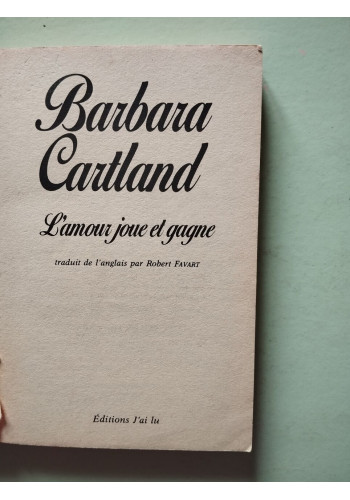 Barbara
Cartland
L'amour joue et gagne
traduit de l'anglais par Robert FAVART
Éditions J'ai lu